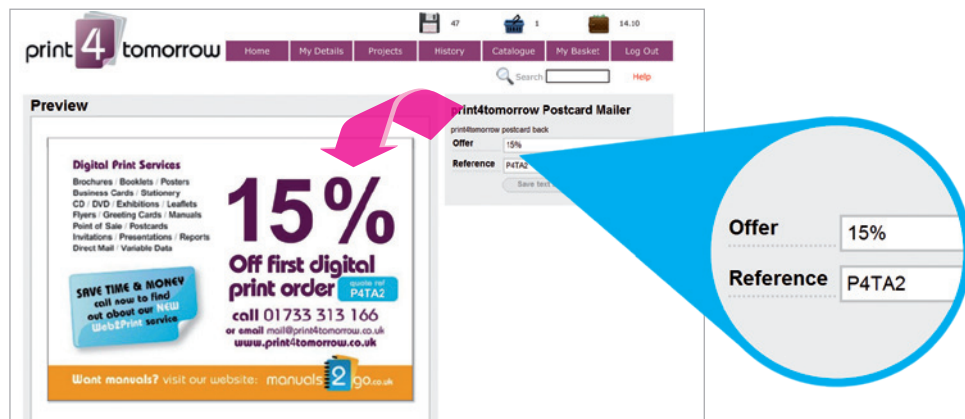 47
1
14.10
print 4 tomorrow
Home
My Details
Projects
History
Catalogue
My Basket
Log Out
Search
Help
Preview
print4tomorrow Postcard Mailer
print4tomorrow postcard back
Offer
15%
Reference
P4TA2
Save text
Digital Print Services
Brochures / Booklets / Posters
Business Cards / Stationery
CD / DVD / Exhibitions / Leaflets
Flyers / Greeting Cards / Manuals
Point of Sale / Postcards
Invitations / Presentations / Reports
Direct Mail / Variable Data
SAVE TIME & MONEY
call now to find
out about our NEW
Web2Print service
15%
Off first digital
print order
quote ref
P4TA2
call 01733 313 166
or email mail@print4tomorrow.co.uk
www.print4tomorrow.co.uk
Want manuals? visit our website: manuals 2 go.co.uk
Offer
15%
Reference
P4TA2